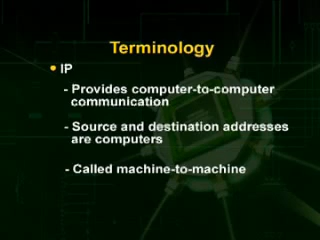 Terminology
• IP
- Provides computer-to-computer
communication
- Source and destination addresses
are computers
- Called machine-to-machine